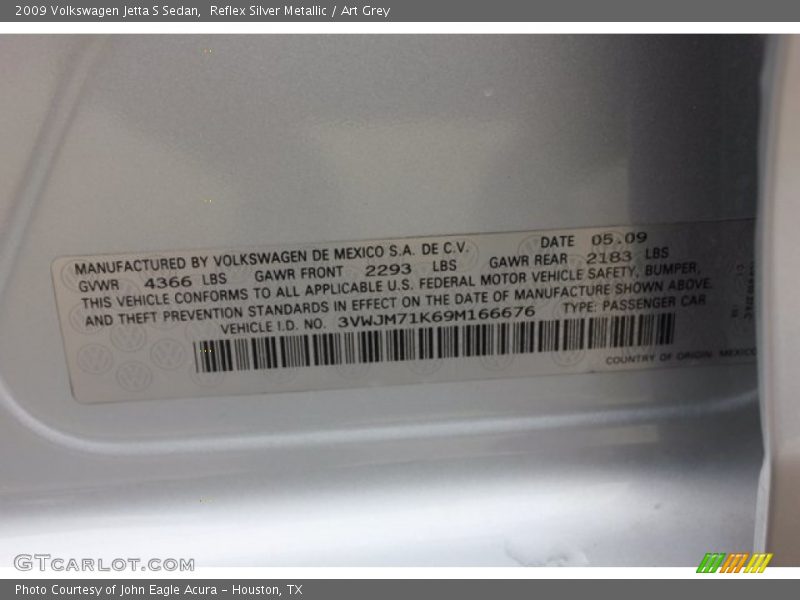 2009 Volkswagen Jetta S Sedan,  Reflex Silver Metallic / Art Grey
MANUFACTURED BY VOLKSWAGEN DE MEXICO S.A. DE C.V. DATE 05.09
GVWR 4366 LBS GAWR FRONT 2293 LBS GAWR REAR 2183 LBS
THIS VEHICLE CONFORMS TO ALL APPLICABLE U.S. FEDERAL MOTOR VEHICLE SAFETY, BUMPER,
AND THEFT PREVENTION STANDARDS IN EFFECT ON THE DATE OF MANUFACTURE SHOWN ABOVE.
VEHICLE I.D. NO. 3VWJM71K69M166676 TYPE: PASSENGER CAR
COUNTRY OF ORIGIN: MEXICO
GTCARLOT.COM
Photo Courtesy of John Eagle Acura - Houston, TX